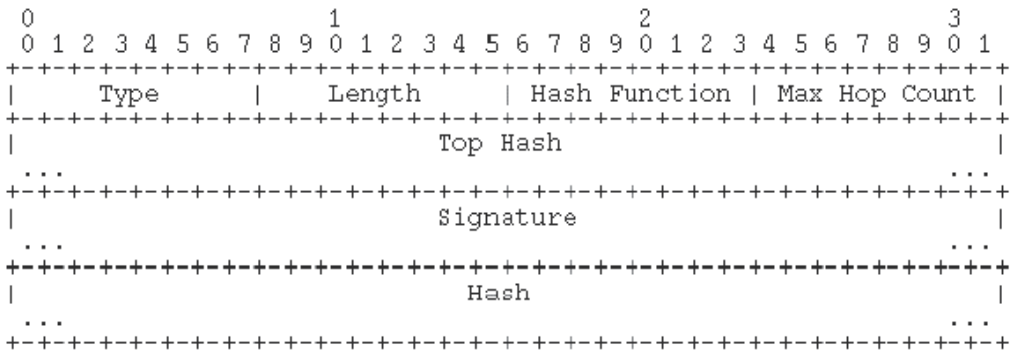 0                   1                   2                   3
 0 1 2 3 4 5 6 7 8 9 0 1 2 3 4 5 6 7 8 9 0 1 2 3 4 5 6 7 8 9 0 1
+-+-+-+-+-+-+-+-+-+-+-+-+-+-+-+-+-+-+-+-+-+-+-+-+-+-+-+-+-+-+-+-+
|     Type      |    Length     | Hash Function | Max Hop Count |
+-+-+-+-+-+-+-+-+-+-+-+-+-+-+-+-+-+-+-+-+-+-+-+-+-+-+-+-+-+-+-+-+
|                           Top Hash                            |
 ...                                                         ...
+-+-+-+-+-+-+-+-+-+-+-+-+-+-+-+-+-+-+-+-+-+-+-+-+-+-+-+-+-+-+-+-+
|                           Signature                           |
 ...                                                         ...
+-+-+-+-+-+-+-+-+-+-+-+-+-+-+-+-+-+-+-+-+-+-+-+-+-+-+-+-+-+-+-+-+
|                             Hash                              |
 ...                                                         ...
+-+-+-+-+-+-+-+-+-+-+-+-+-+-+-+-+-+-+-+-+-+-+-+-+-+-+-+-+-+-+-+-+